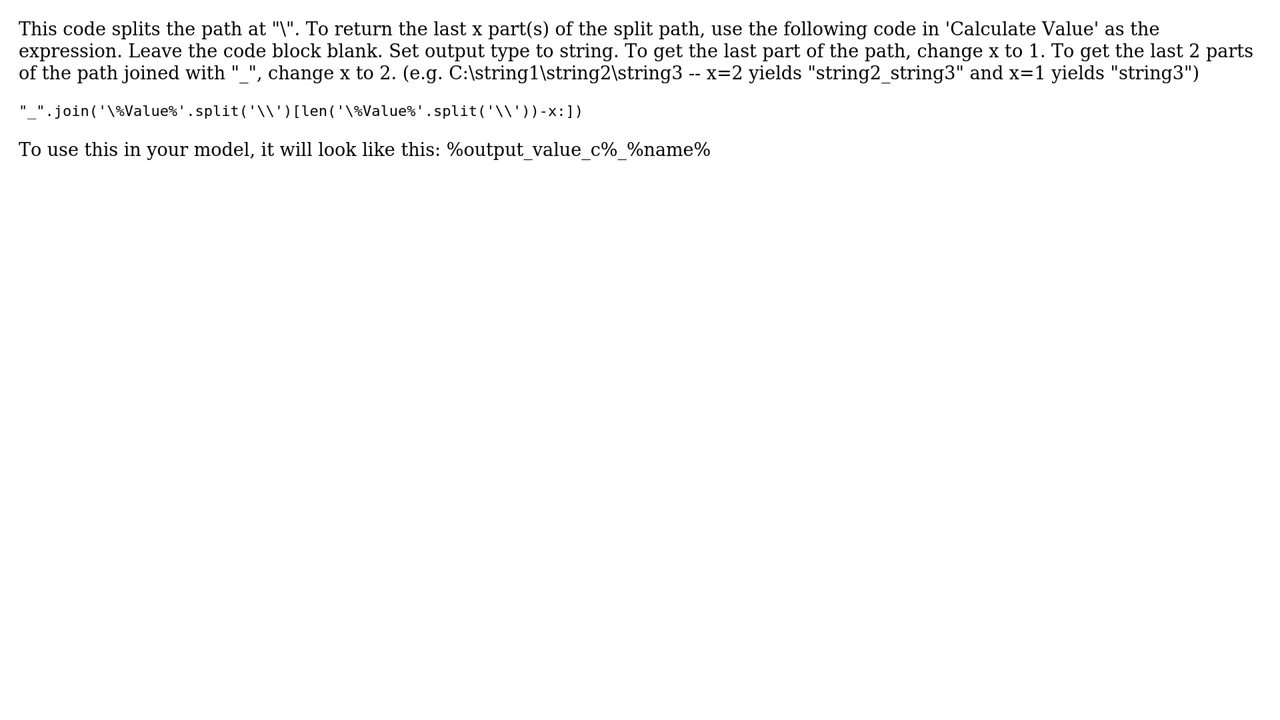 This code splits the path at "\". To return the last x part(s) of the split path, use the following code in 'Calculate Value' as the
expression. Leave the code block blank. Set output type to string. To get the last part of the path, change x to 1. To get the last 2 parts
of the path joined with "_", change x to 2. (e.g. C:\string1\string2\string3 -- x=2 yields "string2_string3" and x=1 yields "string3")
"_".join('\%Value%'.split('\\')[len('\%Value%'.split('\\'))-x:])
To use this in your model, it will look like this: %output_value_c%_%name%